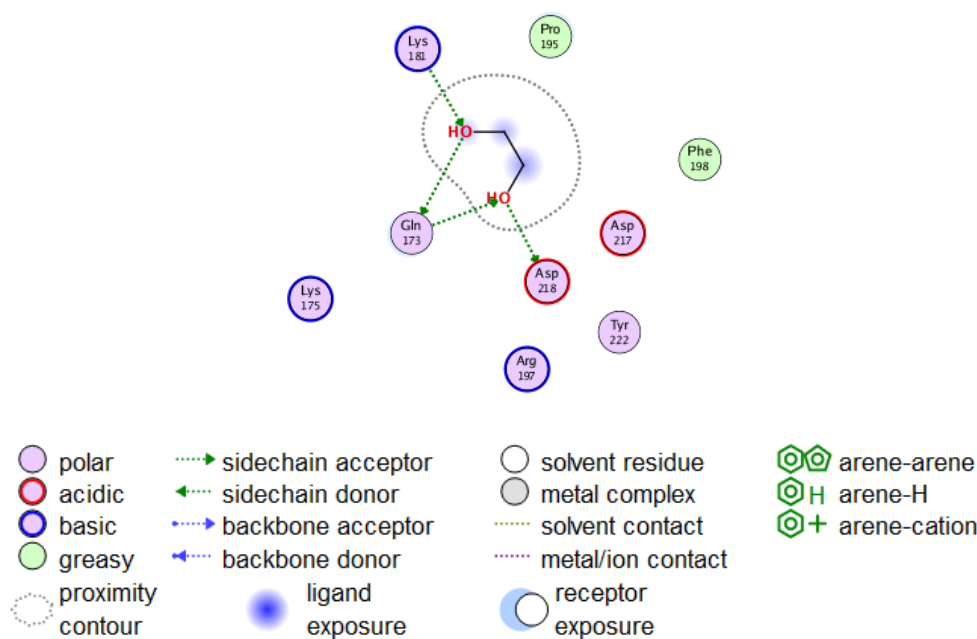 Lys
181
Pro
195
HO
Phe
198
HO
Gln
173
Asp
217
Asp
218
Lys
175
Tyr
222
Arg
197
polar
sidechain acceptor
solvent residue
arene-arene
acidic
sidechain donor
metal complex
H arene-H
basic
backbone acceptor
solvent contact
+ arene-cation
greasy
backbone donor
metal/ion contact
proximity
contour
ligand
exposure
receptor
exposure